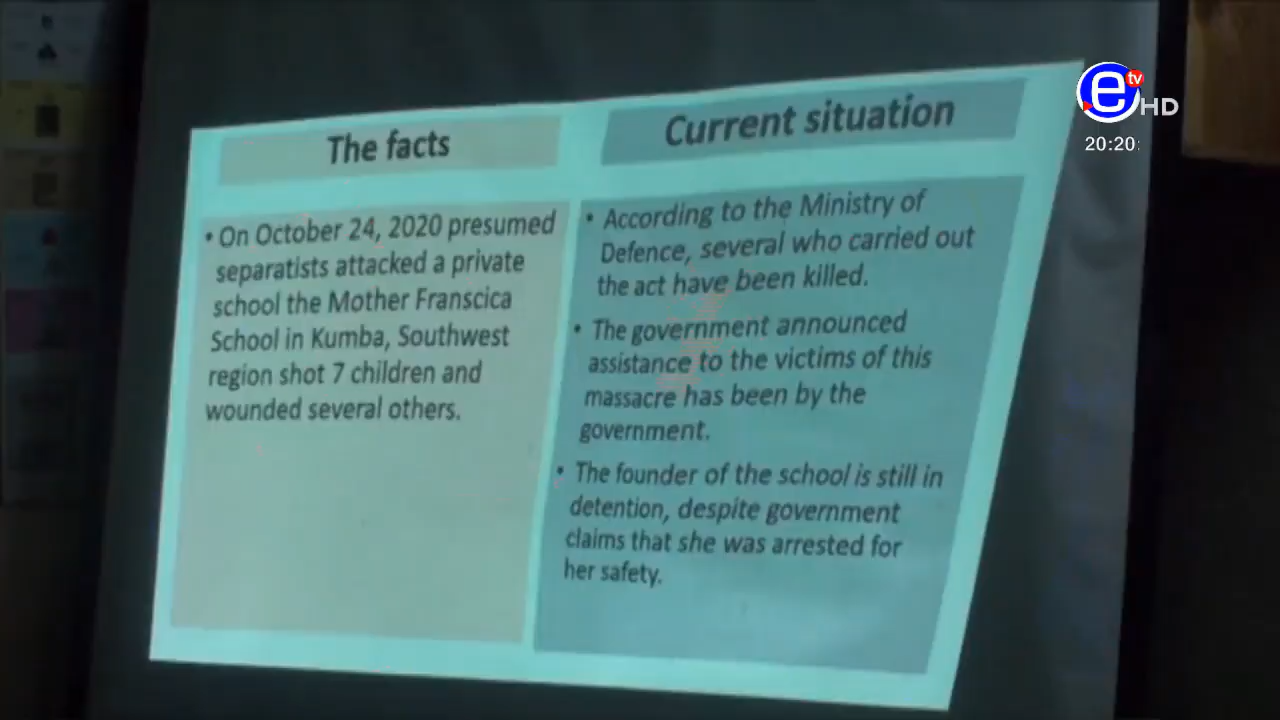 e tv HD
20:20
The facts
• On October 24, 2020 presumed
separatists attacked a private
school the Mother Franscica
School in Kumba, Southwest
region shot 7 children and
wounded several others.
Current situation
• According to the Ministry of
Defence, several who carried out
the act have been killed.
• The government announced
assistance to the victims of this
massacre has been by the
government.
• The founder of the school is still in
detention, despite government
claims that she was arrested for
her safety.